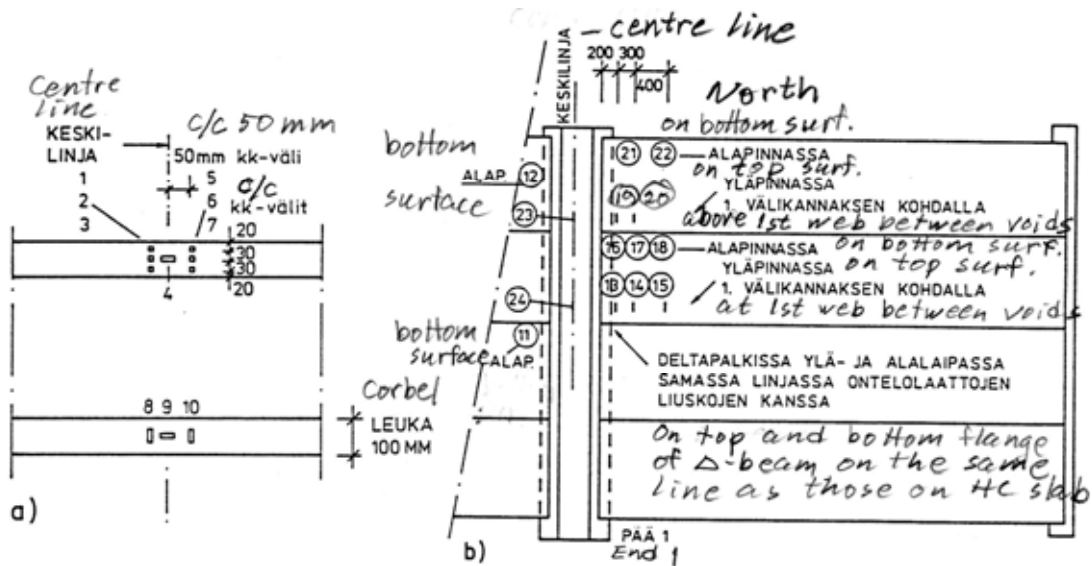 Centre
line
KESKI-
LINJA
1
2
3
c/c 50 mm
50mm kk-väli
5
c/c
6
kk-välit
7
20
30
30
20
4
Corbel
8 9 10
LEUKA
100 MM
a)
centre line
KESKILINJA
200 300
400
North
on bottom surf.
bottom
ALAP. 12
surface
23
21 22 ALAPINNASSA
on top surf.
YLÄPINNASSA
19 20 1. VÄLIKANNAKSEN KOHDALLA
above 1st web between voids
16 17 18 ALAPINNASSA on bottom surf.
YLÄPINNASSA on top surf.
13 14 15 1. VÄLIKANNAKSEN KOHDALLA
at 1st web between voids
24
bottom 11
surface
ALAP.
DELTAPALKISSA YLÄ- JA ALALAIPASSA
SAMASSA LINJASSA ONTELOLAATTOJEN
LIUSKOJEN KANSSA
On top and bottom flange
of Δ-beam on the same
line as those on HC slab
PÄÄ 1
End 1
b)